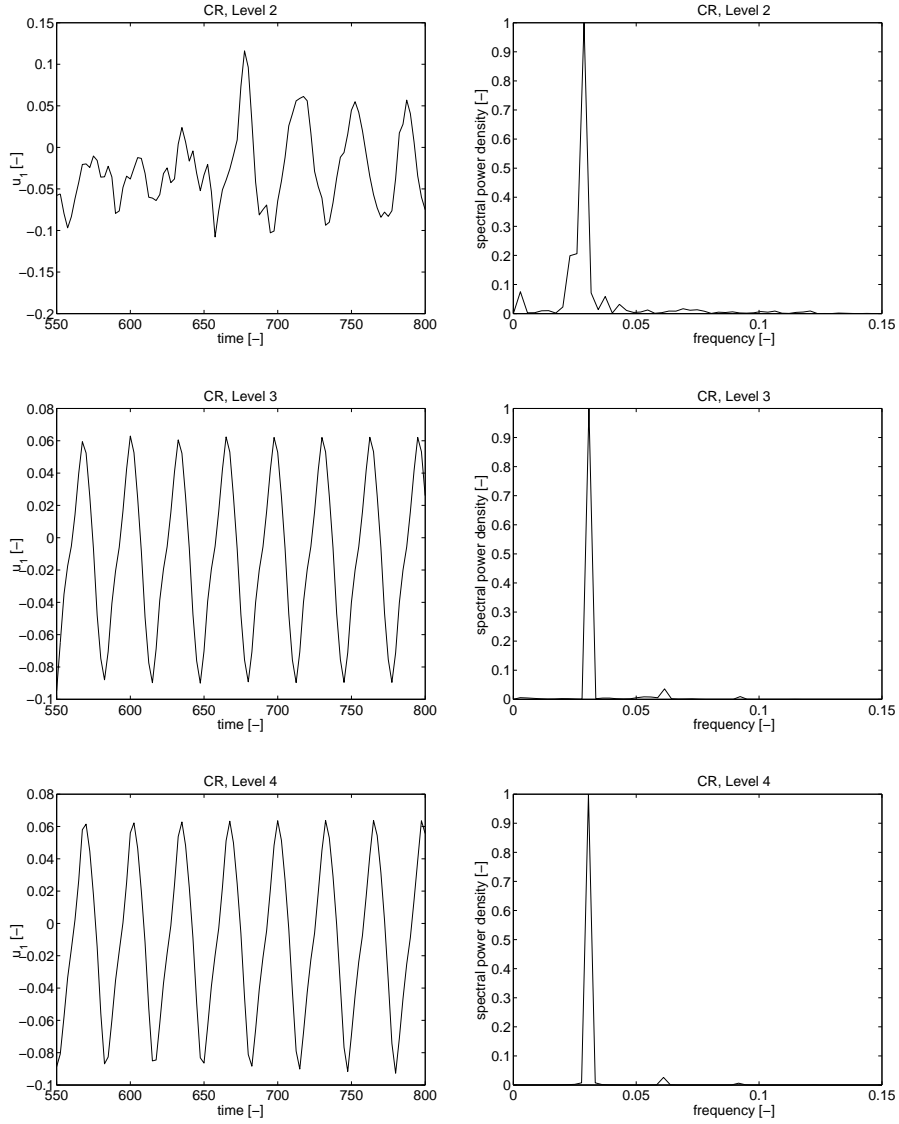 CR, Level 2
0.15
0.1
0.05
0
−0.05
−0.1
−0.15
−0.2
u1 [−]
550 600 650 700 750 800
time [−]
CR, Level 2
1
0.9
0.8
0.7
0.6
0.5
0.4
0.3
0.2
0.1
0
spectral power density [−]
0 0.05 0.1 0.15
frequency [−]
CR, Level 3
0.08
0.06
0.04
0.02
0
−0.02
−0.04
−0.06
−0.08
−0.1
u1 [−]
550 600 650 700 750 800
time [−]
CR, Level 3
1
0.9
0.8
0.7
0.6
0.5
0.4
0.3
0.2
0.1
0
spectral power density [−]
0 0.05 0.1 0.15
frequency [−]
CR, Level 4
0.08
0.06
0.04
0.02
0
−0.02
−0.04
−0.06
−0.08
−0.1
u1 [−]
550 600 650 700 750 800
time [−]
CR, Level 4
1
0.9
0.8
0.7
0.6
0.5
0.4
0.3
0.2
0.1
0
spectral power density [−]
0 0.05 0.1 0.15
frequency [−]